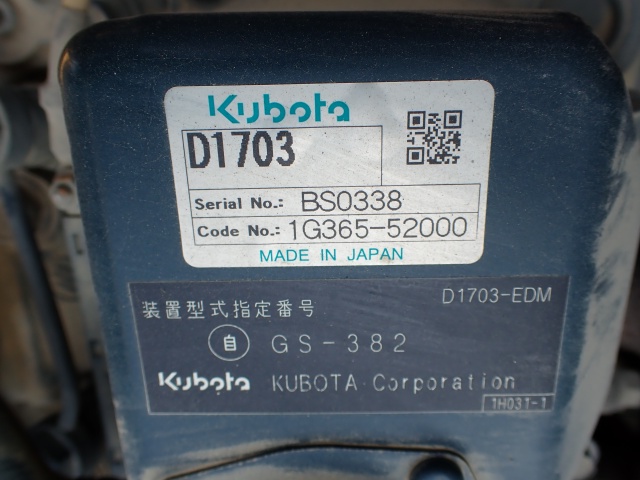 Kubota
D1703
Serial No.: BS0338
Code No.: 1G365-52000
MADE IN JAPAN
D1703-EDM
装置型式指定番号
自 GS-382
Kubota KUBOTA Corporation
1H031-1